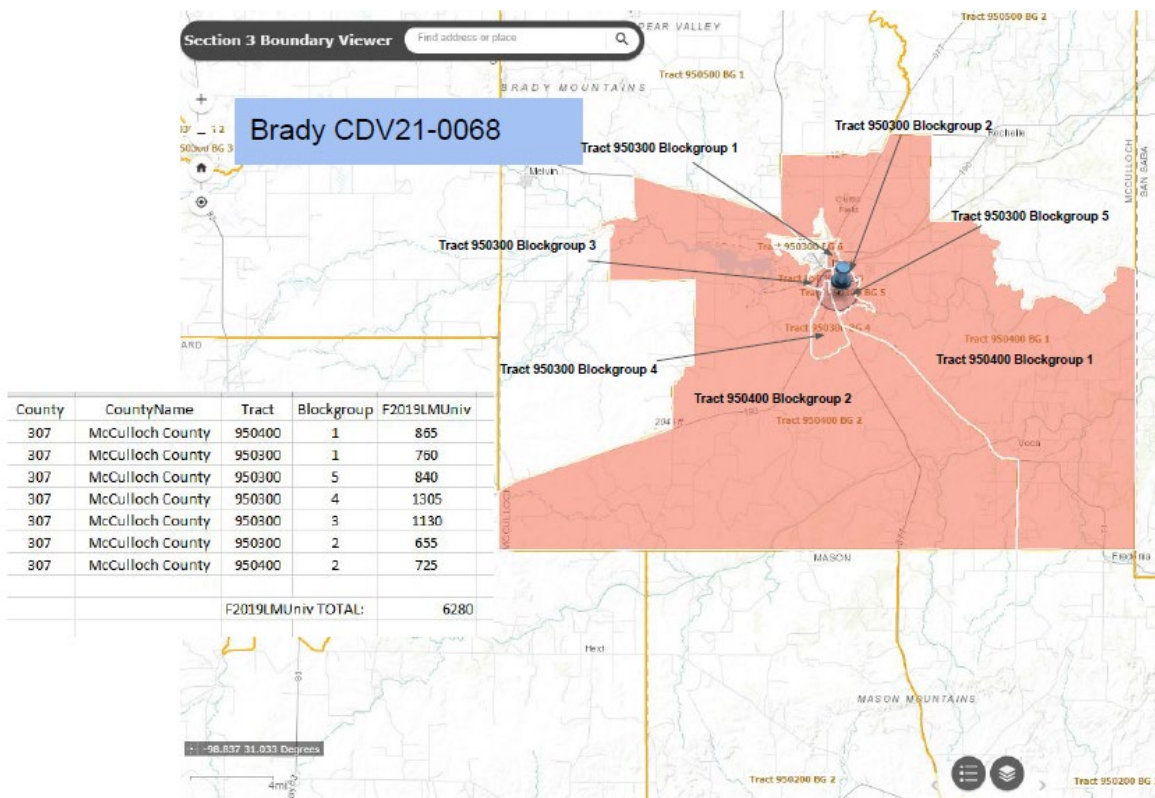 Section 3 Boundary Viewer
Find address or place
Brady CDV21-0068
PEAR VALLEY
BRADY MOUNTAINS
Tract 950500 BG 2
Tract 950500 BG 1
Tract 950300 Blockgroup 2
Rochelle
Tract 950300 Blockgroup 1
Melvin
MCCULLOCH
SAN SABA
Tract 950300 Blockgroup 5
Tract 950300 Blockgroup 3
Tract 950400 BG 1
Tract 950400 Blockgroup 1
Tract 950300 Blockgroup 4
Tract 950400 Blockgroup 2
Tract 950400 BG 2
Voca
County CountyName Tract Blockgroup F2019LMUniv
307 McCulloch County 950400 1 865
307 McCulloch County 950300 1 760
307 McCulloch County 950300 5 840
307 McCulloch County 950300 4 1305
307 McCulloch County 950300 3 1130
307 McCulloch County 950300 2 655
307 McCulloch County 950400 2 725
F2019LMUniv TOTAL: 6280
MCCULLOCH
MASON
Fredonia
Hext
MASON MOUNTAINS
-98.837 31.033 Degrees
4mi
Tract 950200 BG 2
Tract 950200 BG 1